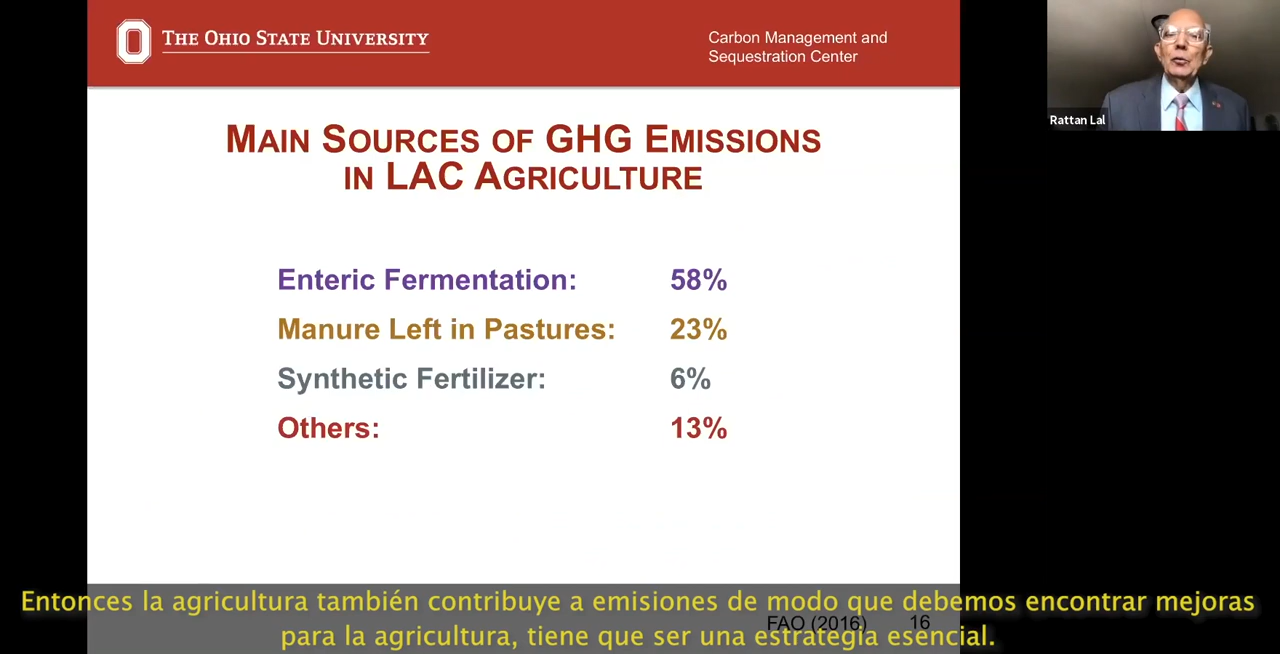 THE OHIO STATE UNIVERSITY
Carbon Management and
Sequestration Center
Rattan Lal
MAIN SOURCES OF GHG EMISSIONS
IN LAC AGRICULTURE
Enteric Fermentation: 58%
Manure Left in Pastures: 23%
Synthetic Fertilizer: 6%
Others: 13%
FAO (2016) 16
Entonces la agricultura también contribuye a emisiones de modo que debemos encontrar mejoras
para la agricultura, tiene que ser una estrategia esencial.